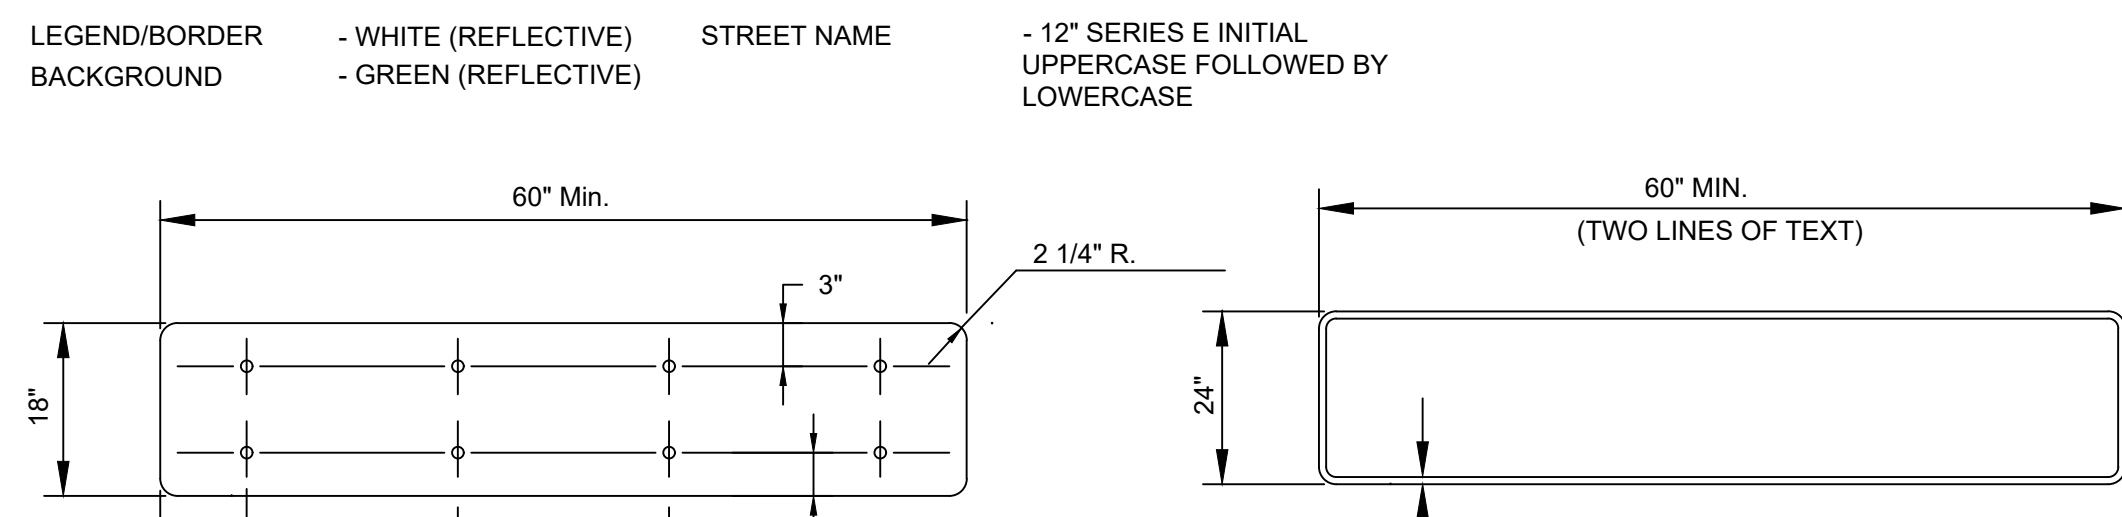 LEGEND/BORDER - WHITE (REFLECTIVE)
BACKGROUND - GREEN (REFLECTIVE)
STREET NAME - 12" SERIES E INITIAL
UPPERCASE FOLLOWED BY
LOWERCASE
60" Min.
2 1/4" R.
3"
18"
60" MIN.
(TWO LINES OF TEXT)
24"